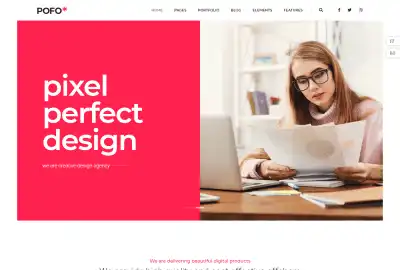 POFO*
HOME PAGES PORTFOLIO BLOG ELEMENTS FEATURES
pixel
perfect
design
we are creative design agency
We are delivering beautiful digital products